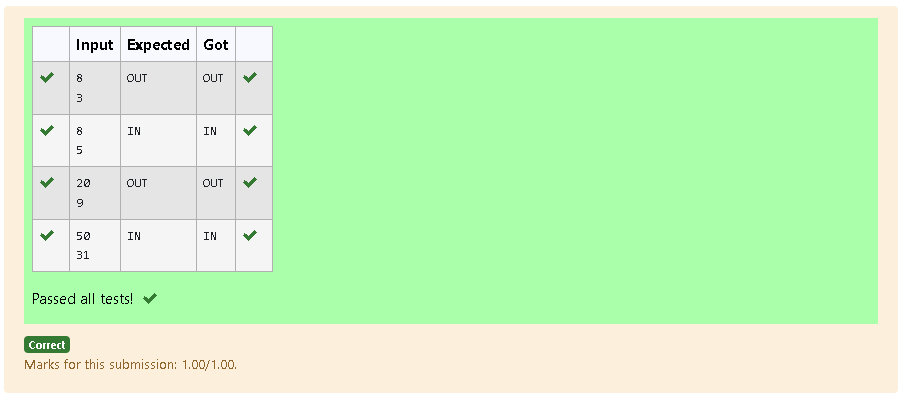 Input Expected Got
8 OUT OUT
3
8 IN IN
5
20 OUT OUT
9
50 IN IN
31
Passed all tests!
Correct
Marks for this submission: 1.00/1.00.